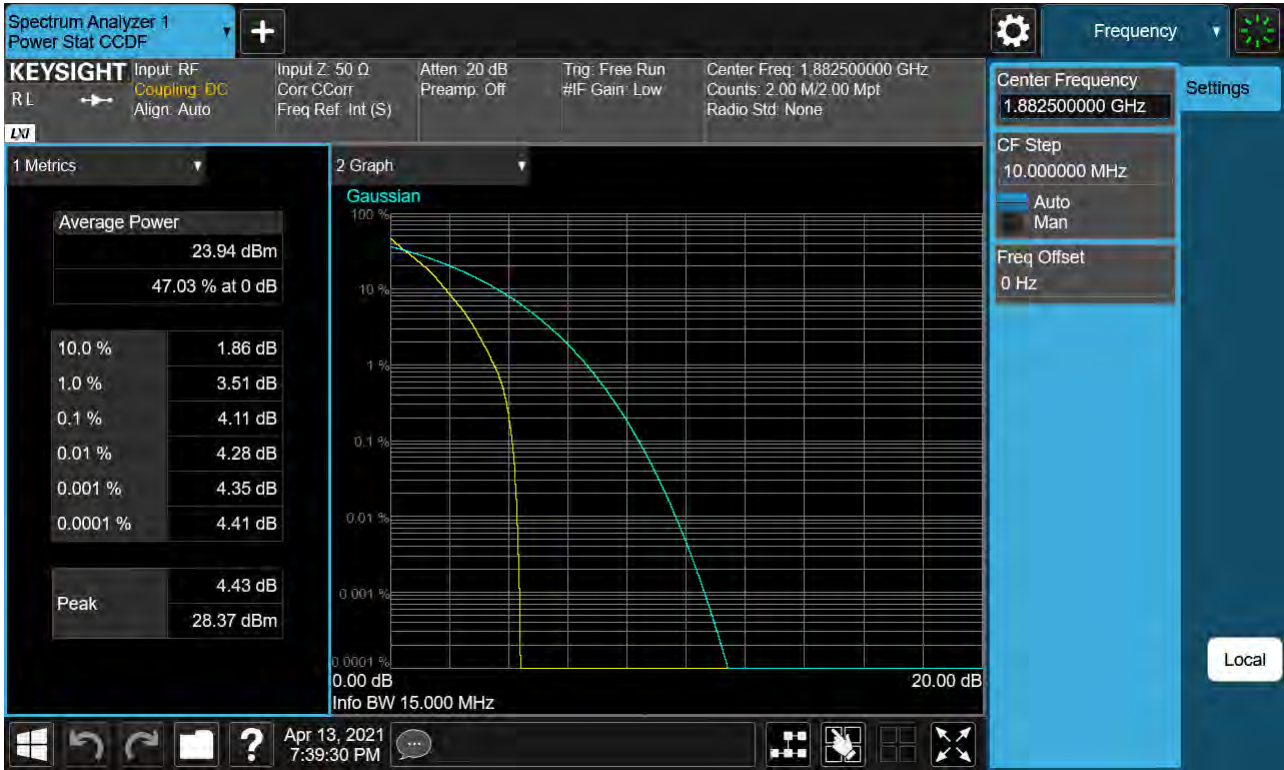 Spectrum Analyzer 1
Power Stat CCDF
Frequency
KEYSIGHT
R L
LXI
Input: RF
Coupling: DC
Align: Auto
Input Z: 50 Ω
Corr CCorr
Freq Ref: Int (S)
Atten: 20 dB
Preamp: Off
Trig: Free Run
#IF Gain: Low
Center Freq: 1.882500000 GHz
Counts: 2.00 M/2.00 Mpt
Radio Std: None
Center Frequency
1.882500000 GHz
Settings
CF Step
10.000000 MHz
Auto
Man
Freq Offset
0 Hz
1 Metrics
Average Power
23.94 dBm
47.03 % at 0 dB
10.0 % 1.86 dB
1.0 % 3.51 dB
0.1 % 4.11 dB
0.01 % 4.28 dB
0.001 % 4.35 dB
0.0001 % 4.41 dB
Peak
4.43 dB
28.37 dBm
2 Graph
Gaussian
100 %
10 %
1 %
0.1 %
0.01 %
0.001 %
0.0001 %
0.00 dB 20.00 dB
Info BW 15.000 MHz
Local
?
Apr 13, 2021
7:39:30 PM